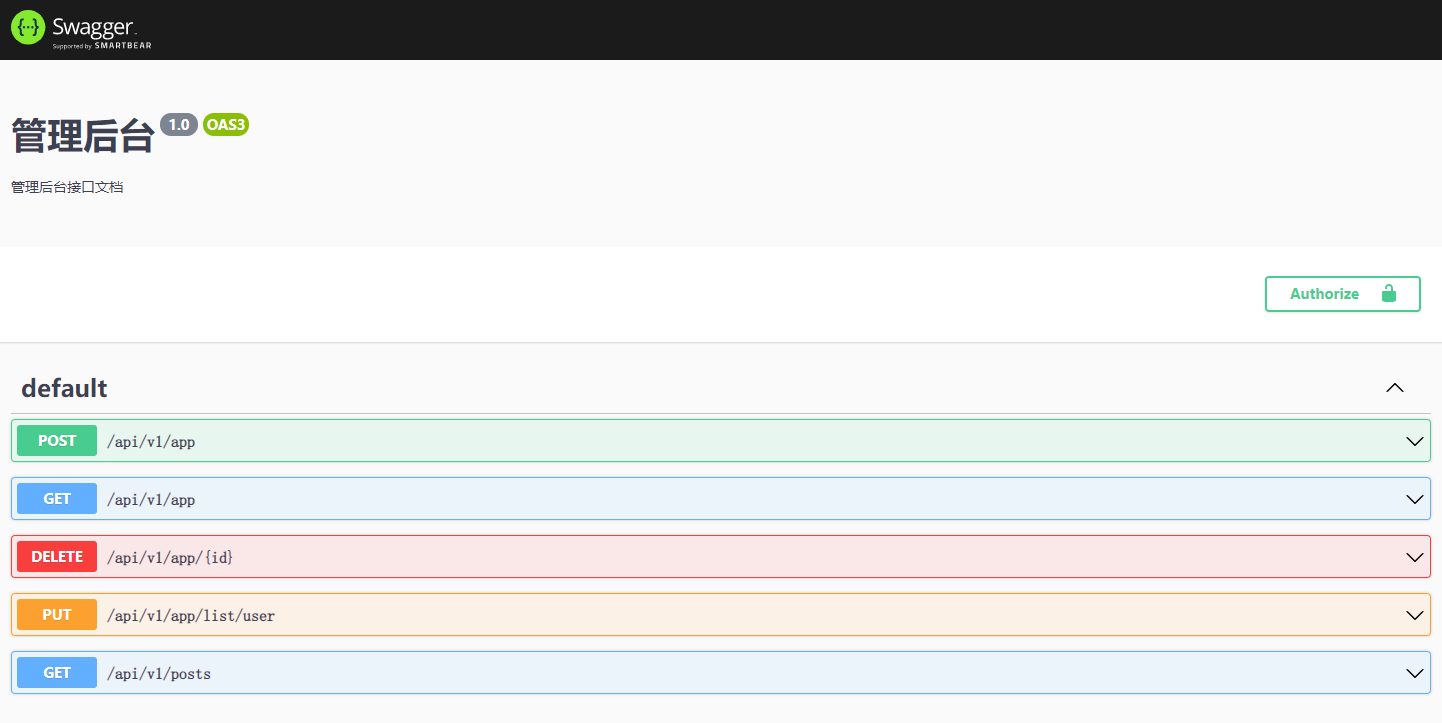 Swagger
Supported by SMARTBEAR
管理后台 1.0 OAS3
管理后台接口文档
Authorize
default
POST /api/v1/app
GET /api/v1/app
DELETE /api/v1/app/{id}
PUT /api/v1/app/list/user
GET /api/v1/posts